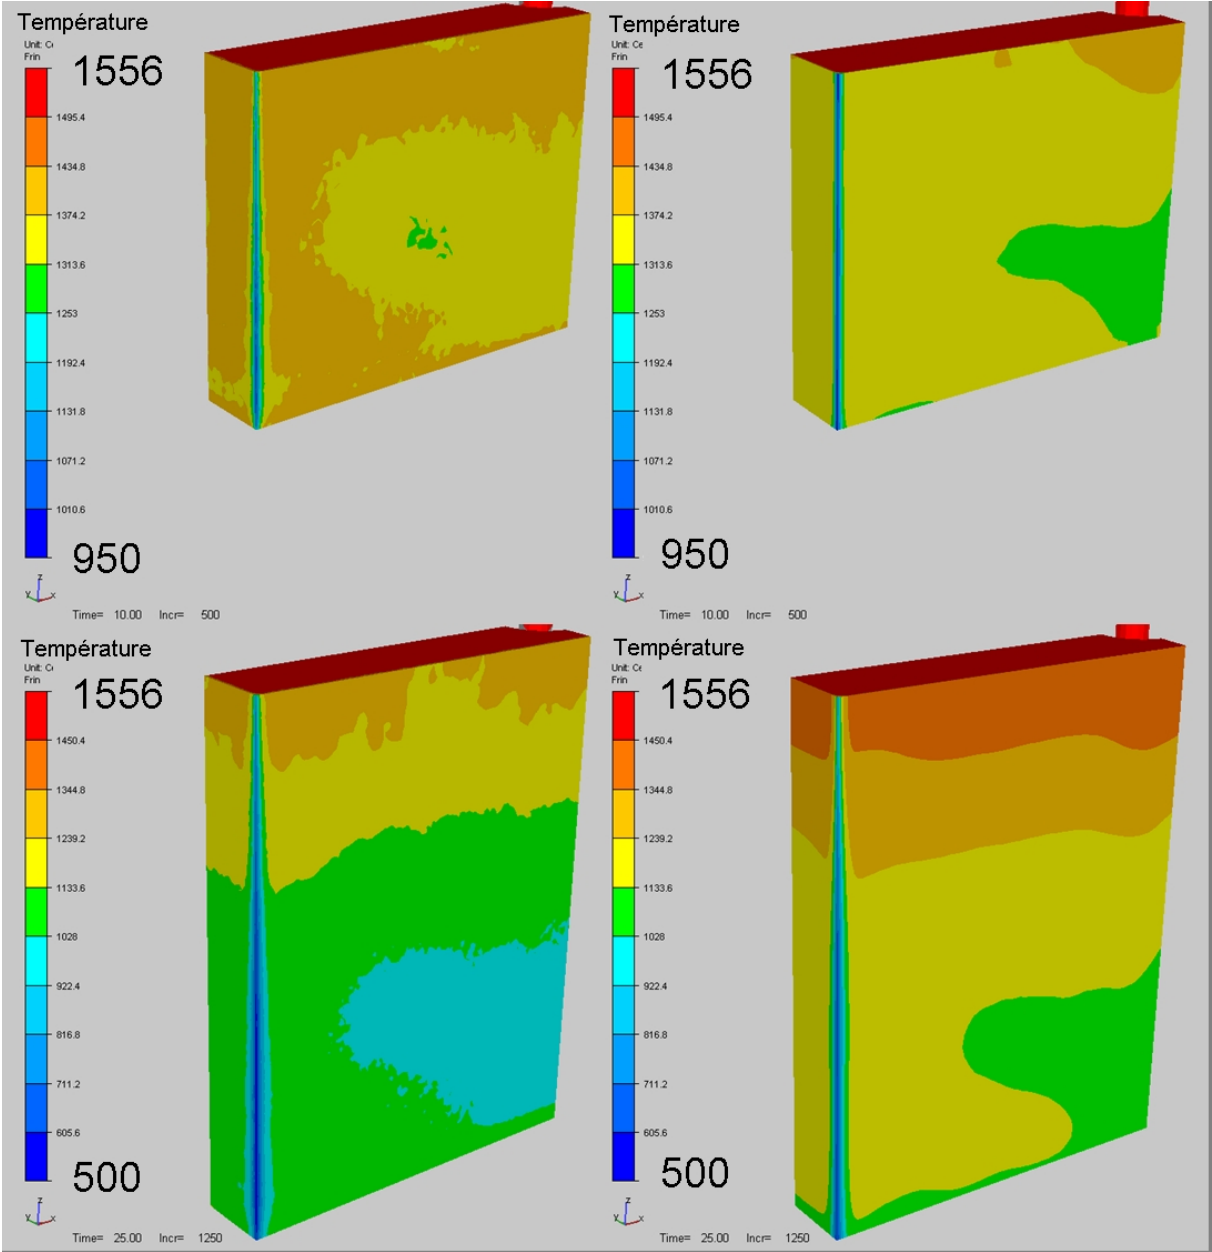 Température
Unit: Ce
Frin
1556
1495.4
1434.8
1374.2
1313.6
1253
1192.4
1131.8
1071.2
1010.6
950
z
y x
Time= 10.00 Incr= 500
Température
Unit: Ce
Frin
1556
1495.4
1434.8
1374.2
1313.6
1253
1192.4
1131.8
1071.2
1010.6
950
z
y x
Time= 10.00 Incr= 500
Température
Unit: Ce
Frin
1556
1450.4
1344.8
1239.2
1133.6
1028
922.4
816.8
711.2
605.6
500
z
y x
Time= 25.00 Incr= 1250
Température
Unit: Ce
Frin
1556
1450.4
1344.8
1239.2
1133.6
1028
922.4
816.8
711.2
605.6
500
z
y x
Time= 25.00 Incr= 1250